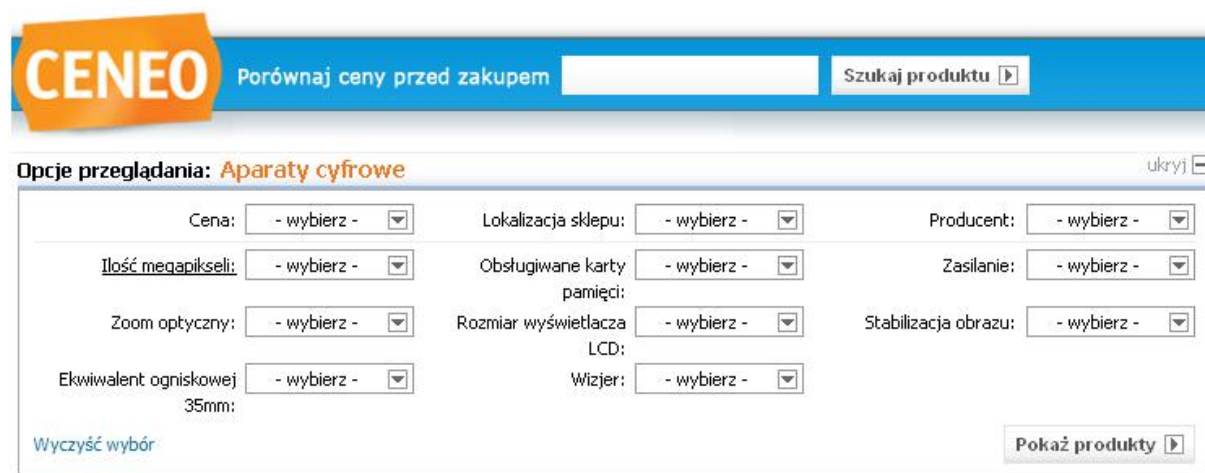 CENEO
Porównaj ceny przed zakupem
Szukaj produktu
Opcje przeglądania: Aparaty cyfrowe
ukryj
Cena: - wybierz - Lokalizacja sklepu: - wybierz - Producent: - wybierz -
Ilość megapikseli: - wybierz - Obsługiwane karty - wybierz - Zasilanie: - wybierz -
pamięci:
Zoom optyczny: - wybierz - Rozmiar wyświetlacza - wybierz - Stabilizacja obrazu: - wybierz -
LCD:
Ekwiwalent ogniskowej - wybierz - Wizjer: - wybierz -
35mm:
Wyczyść wybór
Pokaż produkty